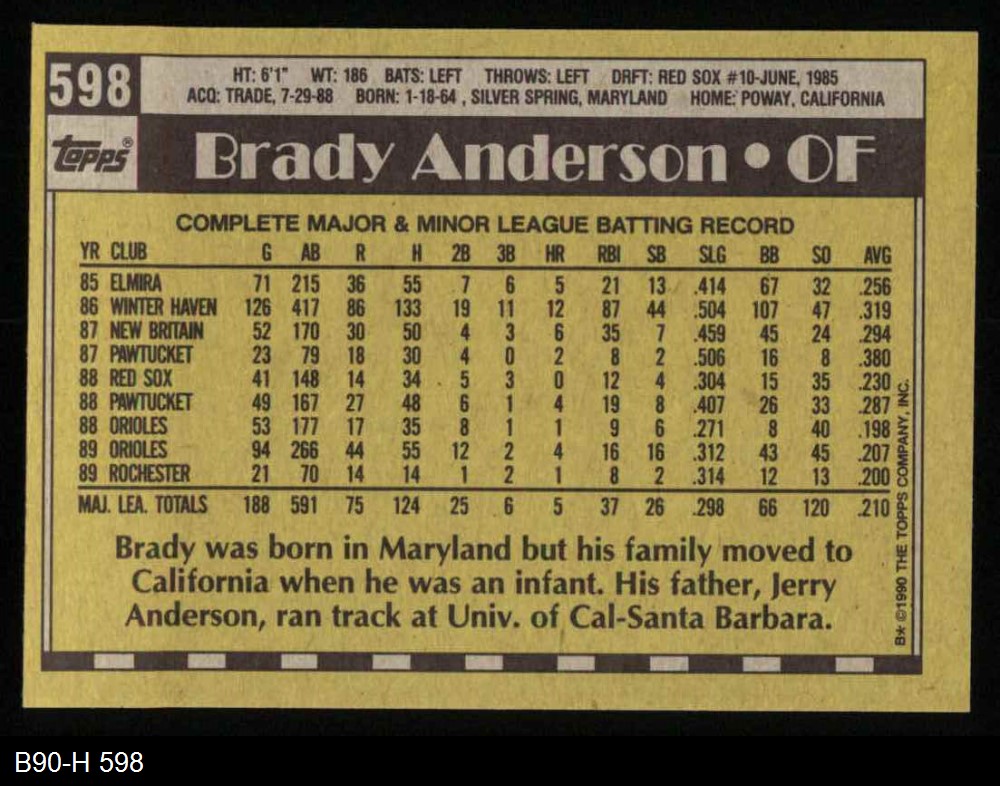 598
HT: 6'1" WT: 186 BATS: LEFT THROWS: LEFT DRFT: RED SOX #10-JUNE, 1985
ACQ: TRADE, 7-29-88 BORN: 1-18-64 , SILVER SPRING, MARYLAND HOME: POWAY, CALIFORNIA
topps®
Brady Anderson • OF
COMPLETE MAJOR & MINOR LEAGUE BATTING RECORD
YR CLUB G AB R H 2B 3B HR RBI SB SLG BB SO AVG
85 ELMIRA 71 215 36 55 7 6 5 21 13 .414 67 32 .256
86 WINTER HAVEN 126 417 86 133 19 11 12 87 44 .504 107 47 .319
87 NEW BRITAIN 52 170 30 50 4 3 6 35 7 .459 45 24 .294
87 PAWTUCKET 23 79 18 30 4 0 2 8 2 .506 16 8 .380
88 RED SOX 41 148 14 34 5 3 0 12 4 .304 15 35 .230
88 PAWTUCKET 49 167 27 48 6 1 4 19 8 .407 26 33 .287
88 ORIOLES 53 177 17 35 8 1 1 9 6 .271 8 40 .198
89 ORIOLES 94 266 44 55 12 2 4 16 16 .312 43 45 .207
89 ROCHESTER 21 70 14 14 1 2 1 8 2 .314 12 13 .200
MAJ. LEA. TOTALS 188 591 75 124 25 6 5 37 26 .298 66 120 .210
Brady was born in Maryland but his family moved to
California when he was an infant. His father, Jerry
Anderson, ran track at Univ. of Cal-Santa Barbara.
B* ©1990 THE TOPPS COMPANY, INC.
B90-H 598